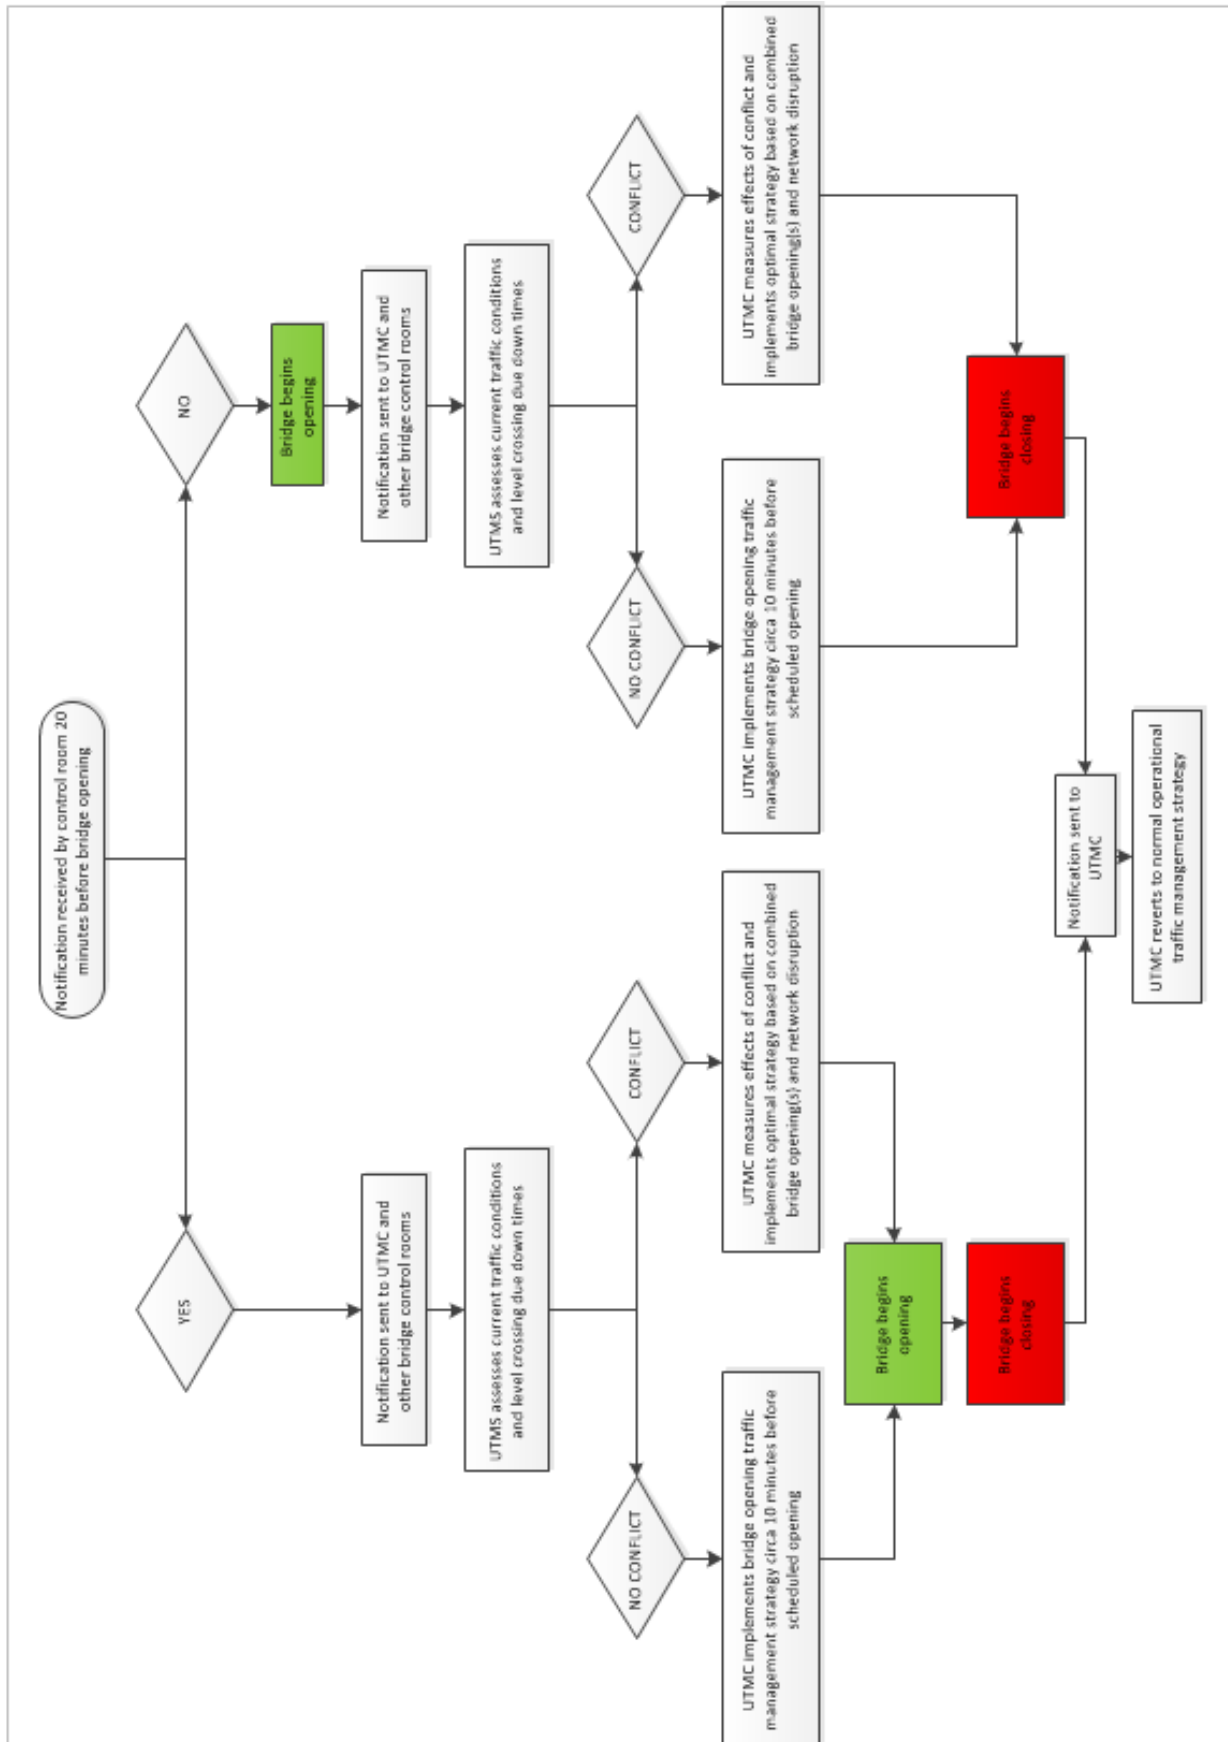 Notification received by control room 20
minutes before bridge opening
YES
NO
Bridge begins
opening
Notification sent to UTMC and
other bridge control rooms
Notification sent to UTMC and
other bridge control rooms
UTMS assesses current traffic conditions
and level crossing due down times
UTMS assesses current traffic conditions
and level crossing due down times
NO CONFLICT
CONFLICT
NO CONFLICT
CONFLICT
UTMC implements bridge opening traffic
management strategy circa 10 minutes before
scheduled opening
UTMC measures effects of conflict and
implements optimal strategy based on combined
bridge opening(s) and network disruption
UTMC implements bridge opening traffic
management strategy circa 10 minutes before
scheduled opening
UTMC measures effects of conflict and
implements optimal strategy based on combined
bridge opening(s) and network disruption
Bridge begins
opening
Bridge begins
closing
Bridge begins
closing
Notification sent to
UTMC
UTMC reverts to normal operational
traffic management strategy